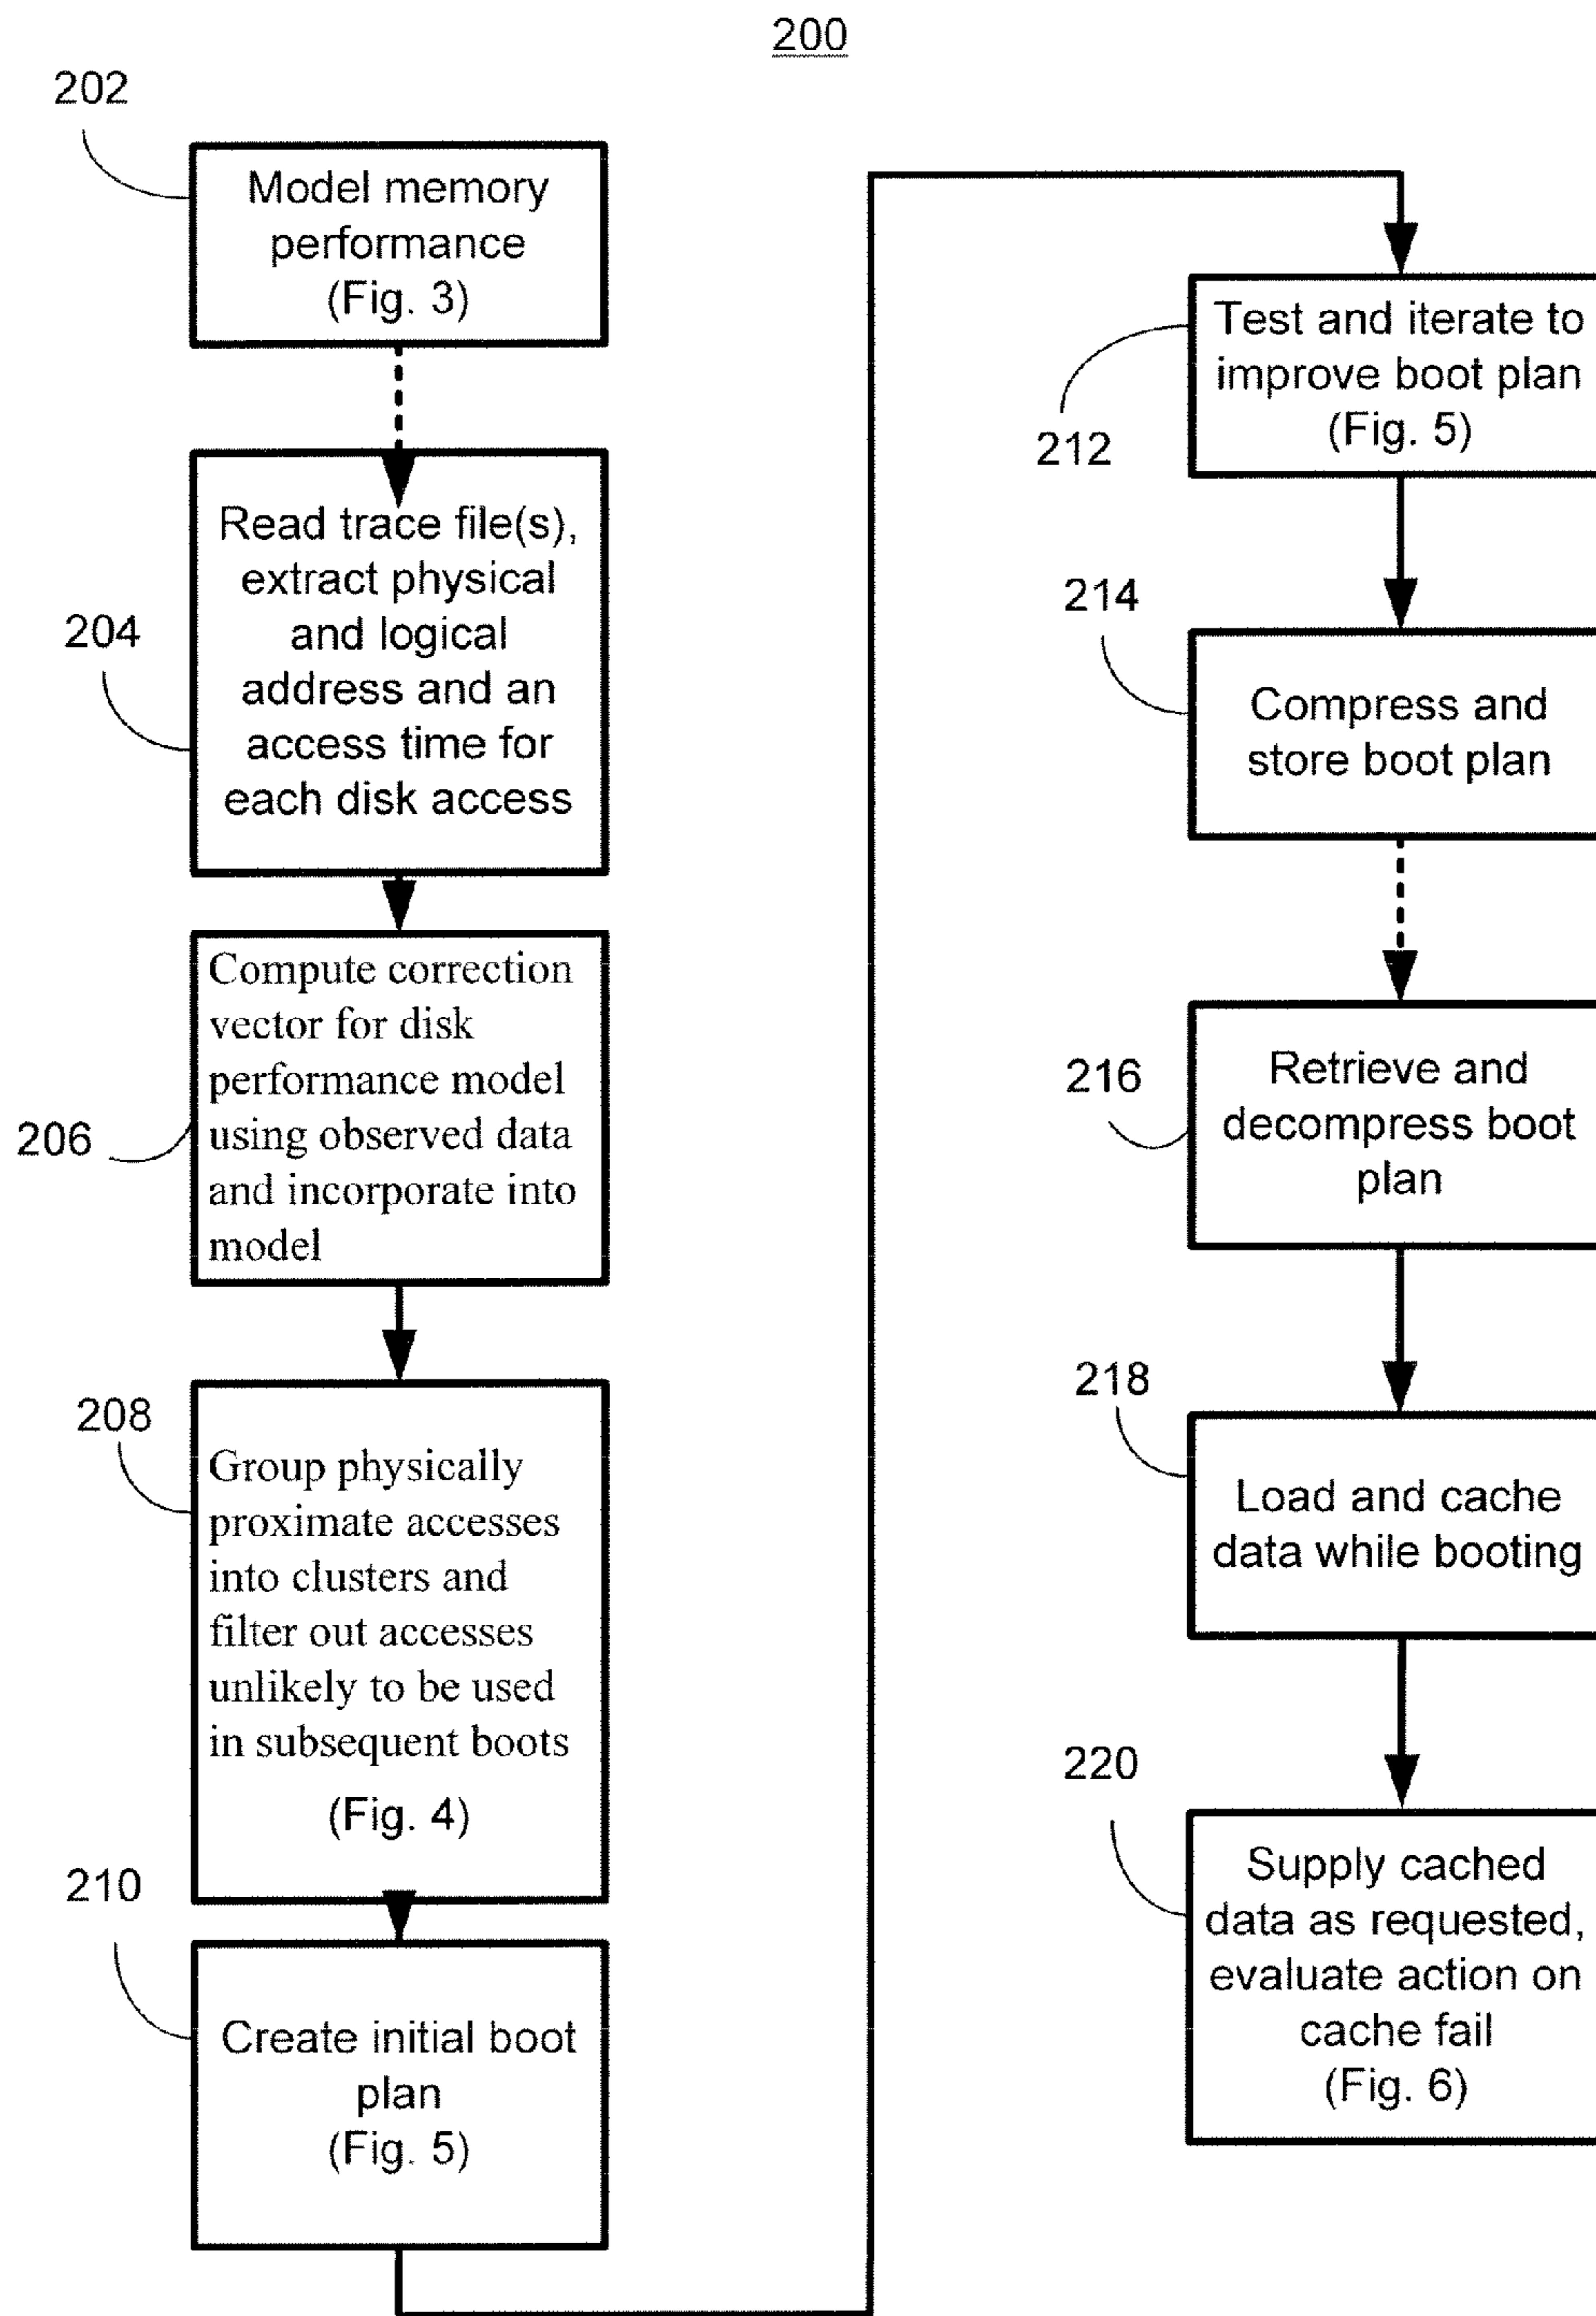 200
202
Model memory
performance
(Fig. 3)
204
Read trace file(s),
extract physical
and logical
address and an
access time for
each disk access
206
Compute correction
vector for disk
performance model
using observed data
and incorporate into
model
208
Group physically
proximate accesses
into clusters and
filter out accesses
unlikely to be used
in subsequent boots
(Fig. 4)
210
Create initial boot
plan
(Fig. 5)
212
Test and iterate to
improve boot plan
(Fig. 5)
214
Compress and
store boot plan
216
Retrieve and
decompress boot
plan
218
Load and cache
data while booting
220
Supply cached
data as requested,
evaluate action on
cache fail
(Fig. 6)